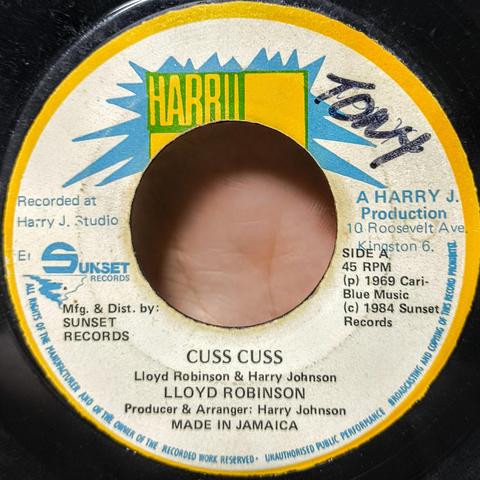 HARRY
TONY
Recorded at
Harry J. Studio
A HARRY J.
Production
10 Roosevelt Ave.
Kingston 6.
SUNSET
RECORDS
SIDE A
45 RPM
(p) 1969 Cari-
Blue Music
(c) 1984 Sunset
Records
Mfg. & Dist. by:
SUNSET
RECORDS
CUSS CUSS
Lloyd Robinson & Harry Johnson
LLOYD ROBINSON
Producer & Arranger: Harry Johnson
MADE IN JAMAICA
ALL RIGHTS OF THE MANUFACTURER AND OF THE OWNER OF THE RECORDED WORK RESERVED · UNAUTHORISED PUBLIC PERFORMANCE BROADCASTING AND COPYING OF THIS RECORD PROHIBITED.